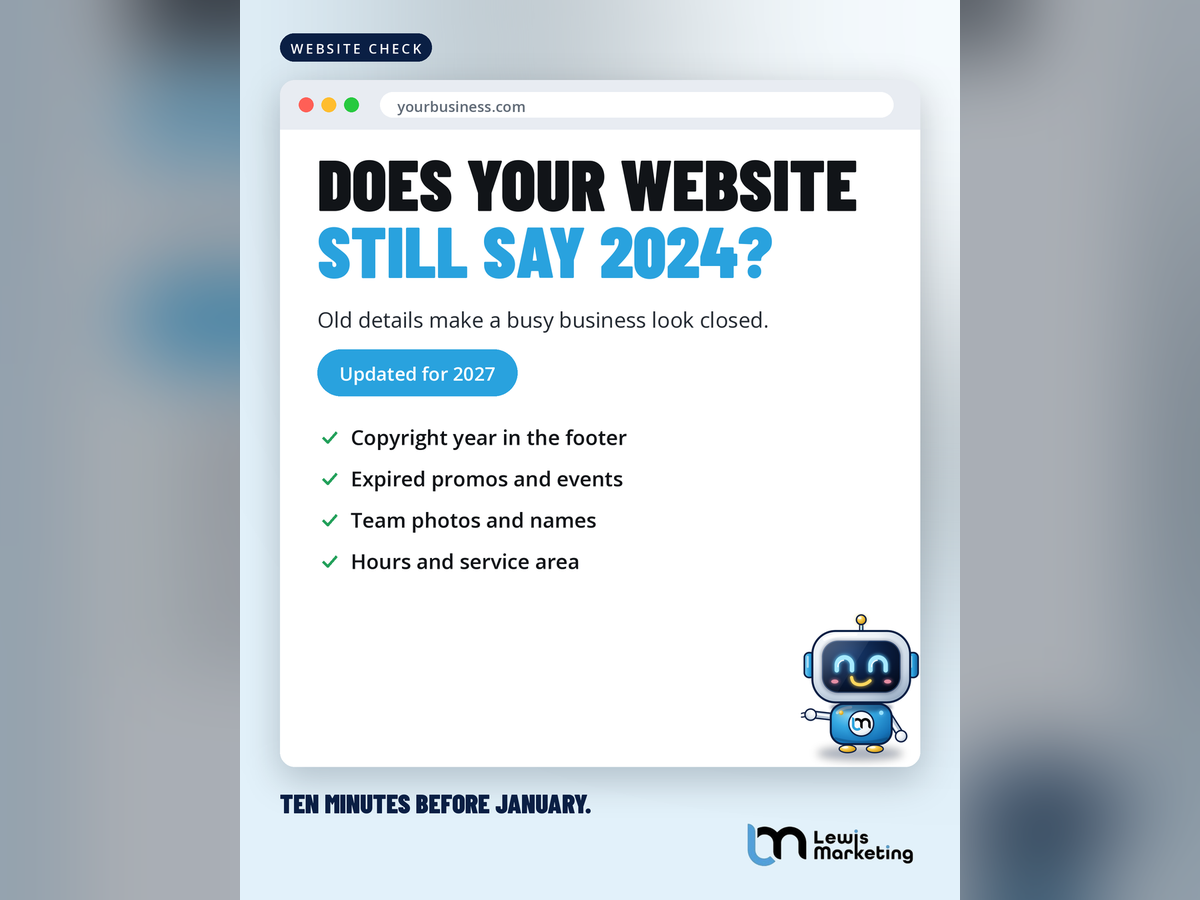 WEBSITE CHECK
yourbusiness.com
DOES YOUR WEBSITE
STILL SAY 2024?
Old details make a busy business look closed.
Updated for 2027
Copyright year in the footer
Expired promos and events
Team photos and names
Hours and service area
TEN MINUTES BEFORE JANUARY.
Lewis
Marketing